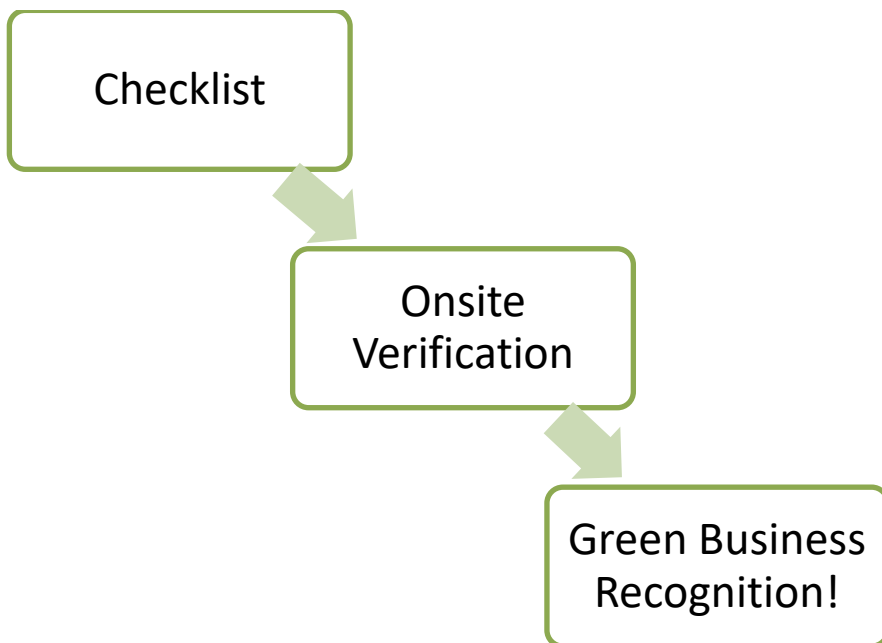 Checklist
Onsite
Verification
Green Business
Recognition!